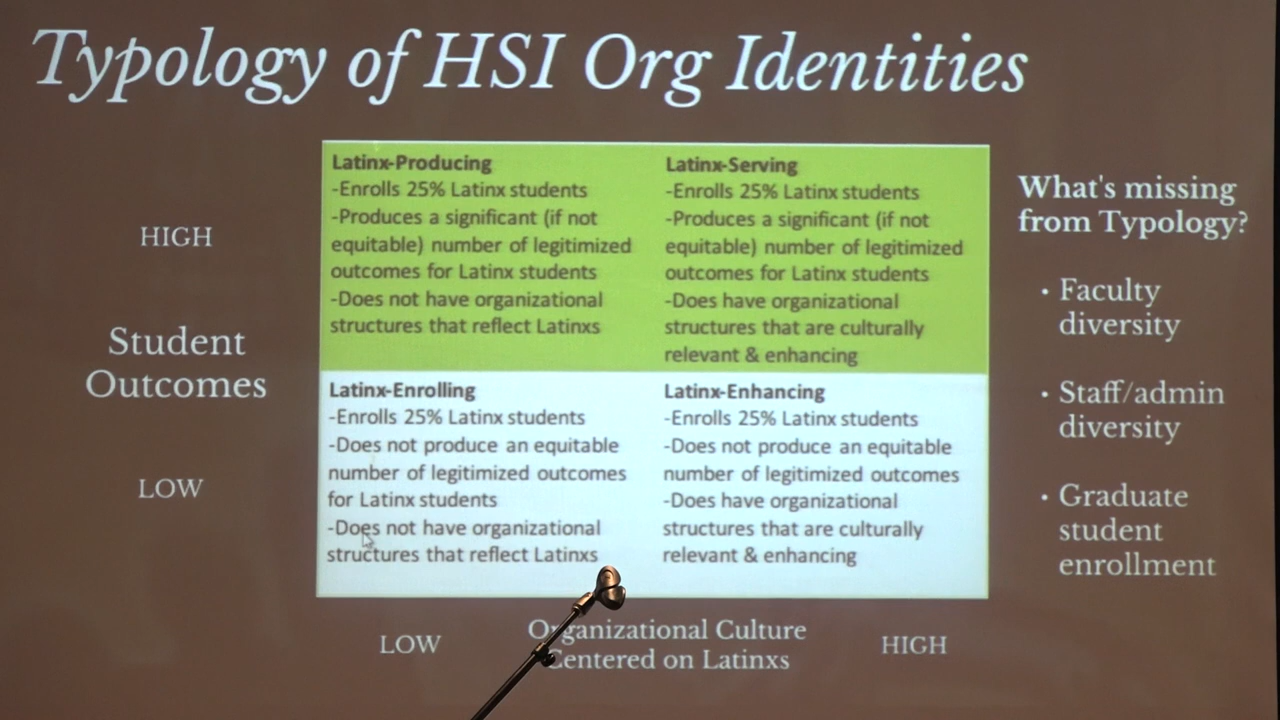 Typology of HSI Org Identities
HIGH
Student
Outcomes
LOW
Latinx-Producing
-Enrolls 25% Latinx students
-Produces a significant (if not
equitable) number of legitimized
outcomes for Latinx students
-Does not have organizational
structures that reflect Latinxs
Latinx-Serving
-Enrolls 25% Latinx students
-Produces a significant (if not
equitable) number of legitimized
outcomes for Latinx students
-Does have organizational
structures that are culturally
relevant & enhancing
Latinx-Enrolling
-Enrolls 25% Latinx students
-Does not produce an equitable
number of legitimized outcomes
for Latinx students
-Does not have organizational
structures that reflect Latinxs
Latinx-Enhancing
-Enrolls 25% Latinx students
-Does not produce an equitable
number of legitimized outcomes
-Does have organizational
structures that are culturally
relevant & enhancing
LOW
Organizational Culture
Centered on Latinxs
HIGH
What's missing
from Typology?
• Faculty
diversity
• Staff/admin
diversity
• Graduate
student
enrollment